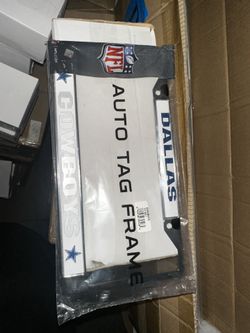 NFL
AUTO TAG FRAME
DALLAS
COWBOYS